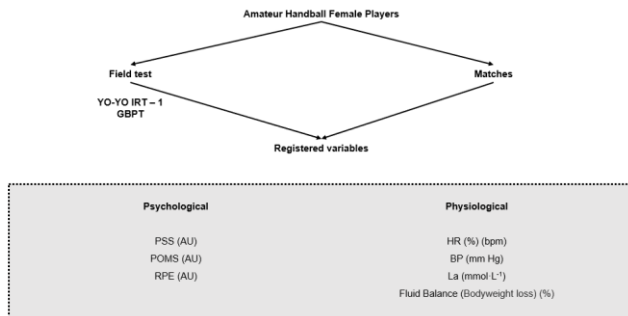 Amateur Handball Female Players
Field test
Matches
YO-YO IRT – 1
GBPT
Registered variables
Psychological
Physiological
PSS (AU)
HR (%) (bpm)
POMS (AU)
BP (mm Hg)
RPE (AU)
La (mmol·L⁻¹)
Fluid Balance (Bodyweight loss) (%)